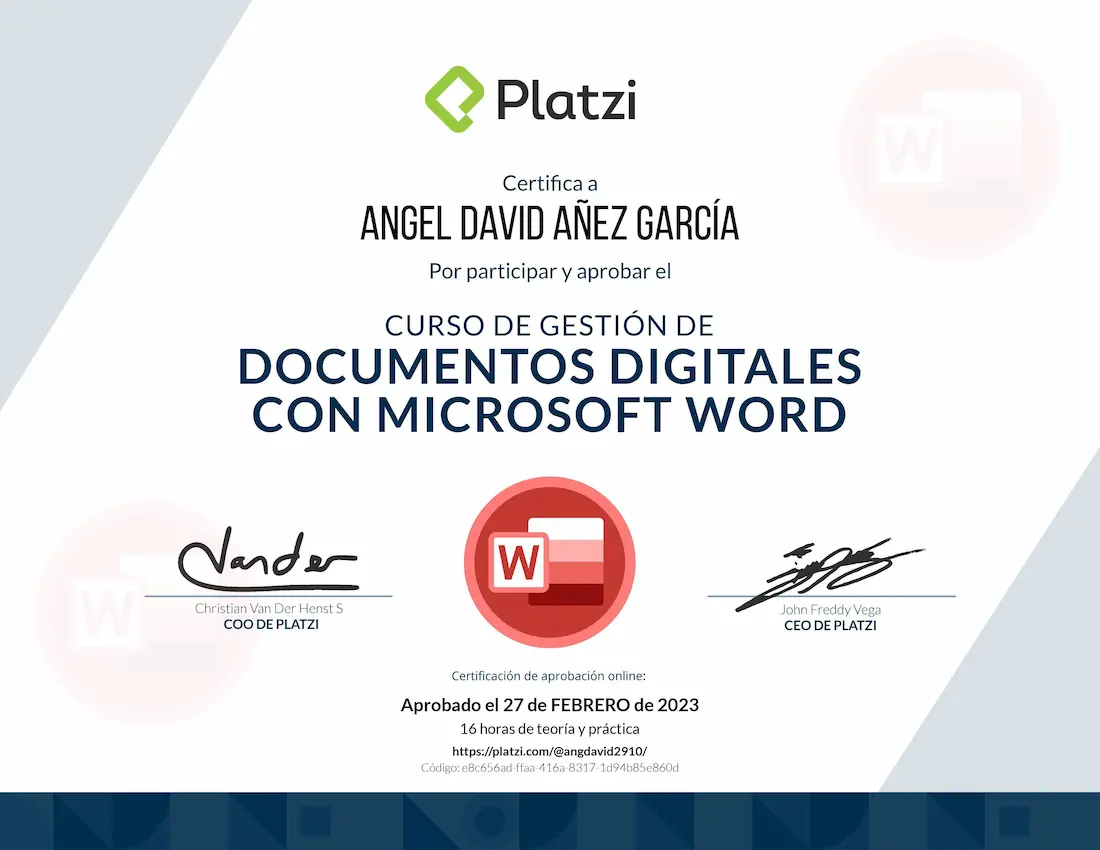 Platzi
Certifica a
ANGEL DAVID AÑEZ GARCÍA
Por participar y aprobar el
CURSO DE GESTIÓN DE
DOCUMENTOS DIGITALES
CON MICROSOFT WORD
W
W
W
Vander
Christian Van Der Henst S
COO DE PLATZI
John Freddy Vega
CEO DE PLATZI
Certificación de aprobación online:
Aprobado el 27 de FEBRERO de 2023
16 horas de teoría y práctica
https://platzi.com/@angdavid2910/
Código: e8c656ad-ffaa-416a-8317-1d94b85e860d